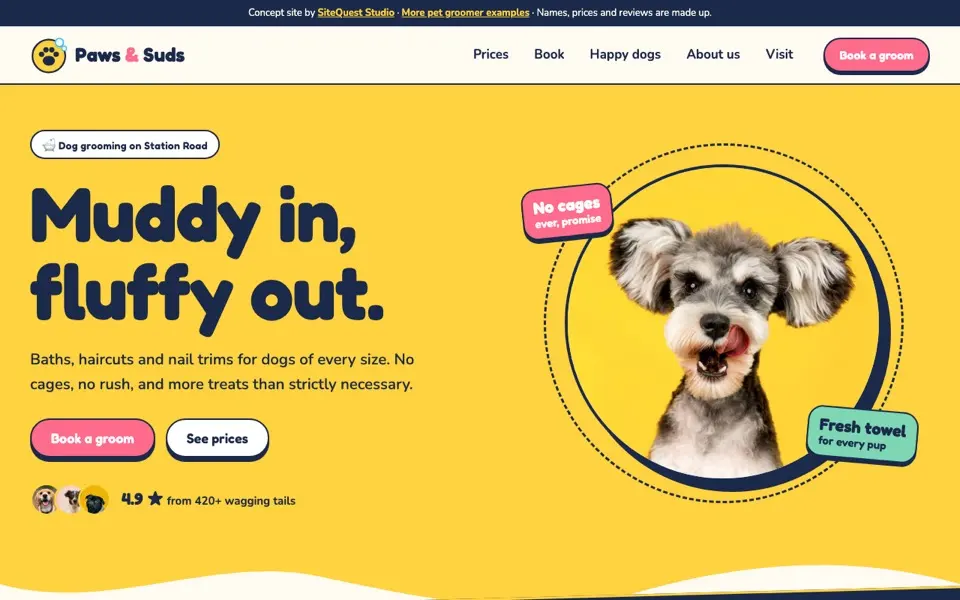 Concept site by SiteQuest Studio · More pet groomer examples · Names, prices and reviews are made up.
Paws & Suds
Prices
Book
Happy dogs
About us
Visit
Book a groom
Dog grooming on Station Road
Muddy in,
fluffy out.
Baths, haircuts and nail trims for dogs of every size. No
cages, no rush, and more treats than strictly necessary.
Book a groom
See prices
4.9 ★ from 420+ wagging tails
No cages
ever, promise
Fresh towel
for every pup